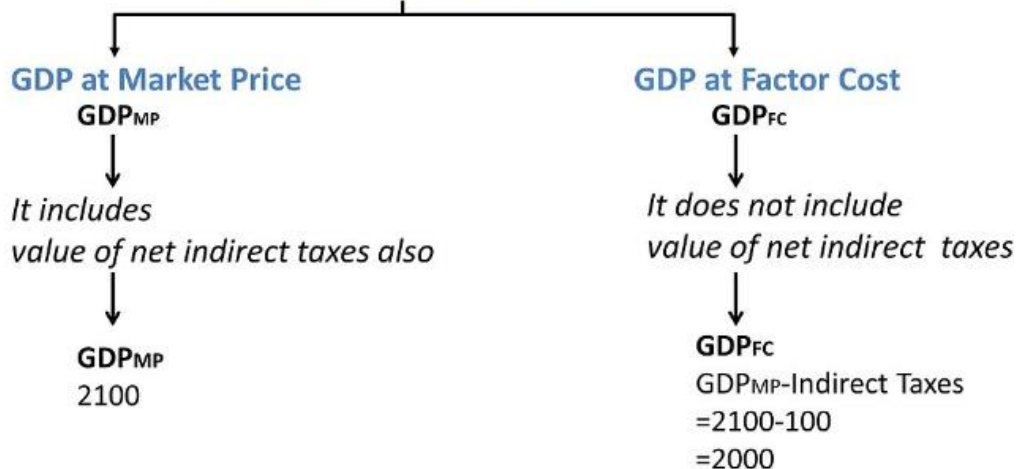 GDP at Market Price
GDPMP
It includes
value of net indirect taxes also
GDPMP
2100
GDP at Factor Cost
GDPFC
It does not include
value of net indirect taxes
GDPFC
GDPMP-Indirect Taxes
=2100-100
=2000